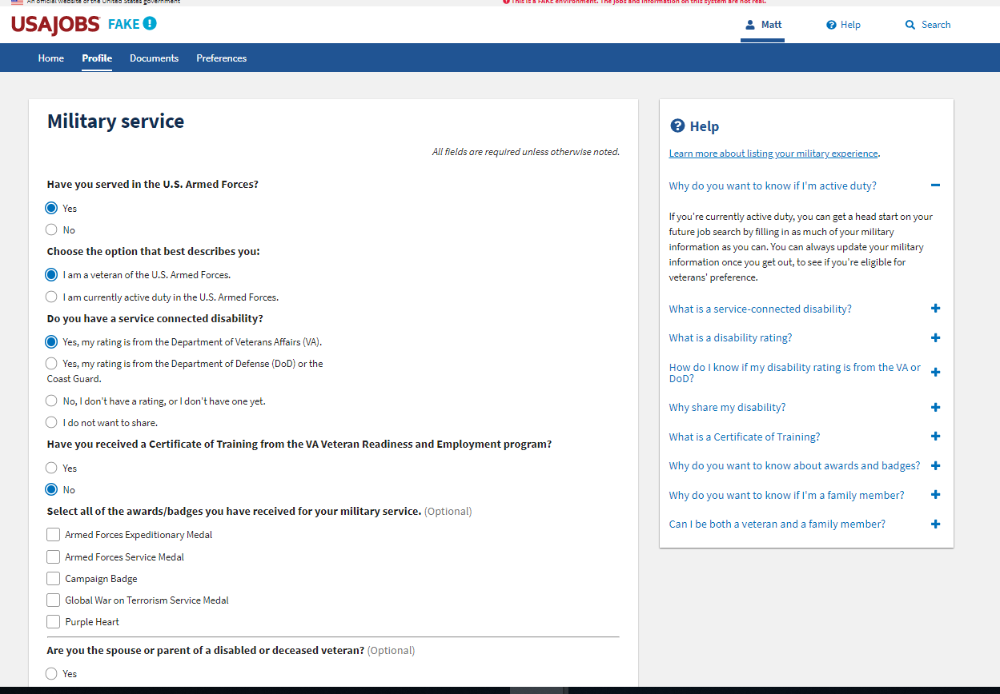 An official website of the United States government
This is a FAKE environment. The jobs and information on this system are not real.
USAJOBS FAKE
Matt
Help
Search
Home
Profile
Documents
Preferences
Military service
All fields are required unless otherwise noted.
Have you served in the U.S. Armed Forces?
Yes
No
Choose the option that best describes you:
I am a veteran of the U.S. Armed Forces.
I am currently active duty in the U.S. Armed Forces.
Do you have a service connected disability?
Yes, my rating is from the Department of Veterans Affairs (VA).
Yes, my rating is from the Department of Defense (DoD) or the
Coast Guard.
No, I don't have a rating, or I don't have one yet.
I do not want to share.
Have you received a Certificate of Training from the VA Veteran Readiness and Employment program?
Yes
No
Select all of the awards/badges you have received for your military service. (Optional)
Armed Forces Expeditionary Medal
Armed Forces Service Medal
Campaign Badge
Global War on Terrorism Service Medal
Purple Heart
Are you the spouse or parent of a disabled or deceased veteran? (Optional)
Yes
Help
Learn more about listing your military experience.
Why do you want to know if I'm active duty?
If you're currently active duty, you can get a head start on your
future job search by filling in as much of your military
information as you can. You can always update your military
information once you get out, to see if you're eligible for
veterans' preference.
What is a service-connected disability?
What is a disability rating?
How do I know if my disability rating is from the VA or
DoD?
Why share my disability?
What is a Certificate of Training?
Why do you want to know about awards and badges?
Why do you want to know if I'm a family member?
Can I be both a veteran and a family member?